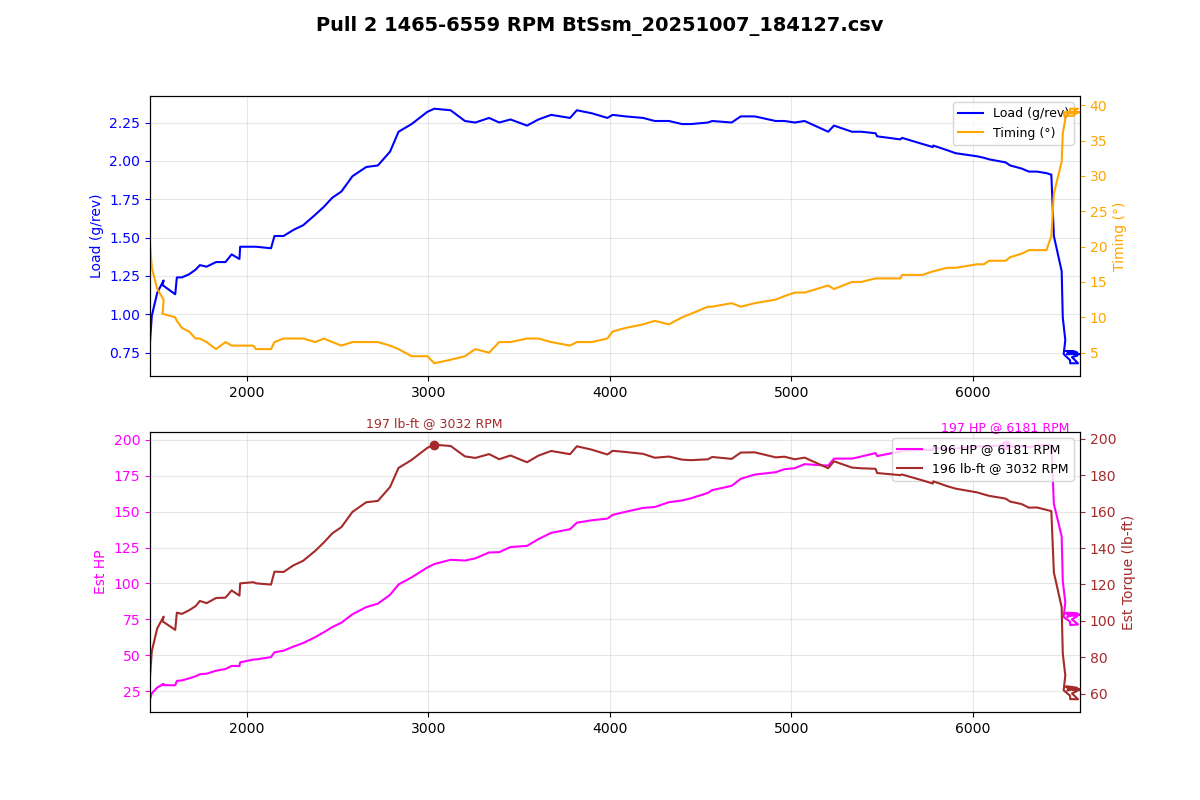 Pull 2 1465-6559 RPM BtSsm_20251007_184127.csv
Load (g/rev)
2.25
2.00
1.75
1.50
1.25
1.00
0.75
Load (g/rev)
Timing (°)
40
35
30
25
20
15
10
5
Timing (°)
2000 3000 4000 5000 6000
197 lb-ft @ 3032 RPM
197 HP @ 6181 RPM
Est HP
200
175
150
125
100
75
50
25
196 HP @ 6181 RPM
196 lb-ft @ 3032 RPM
200
180
160
140
120
100
80
60
Est Torque (lb-ft)
2000 3000 4000 5000 6000